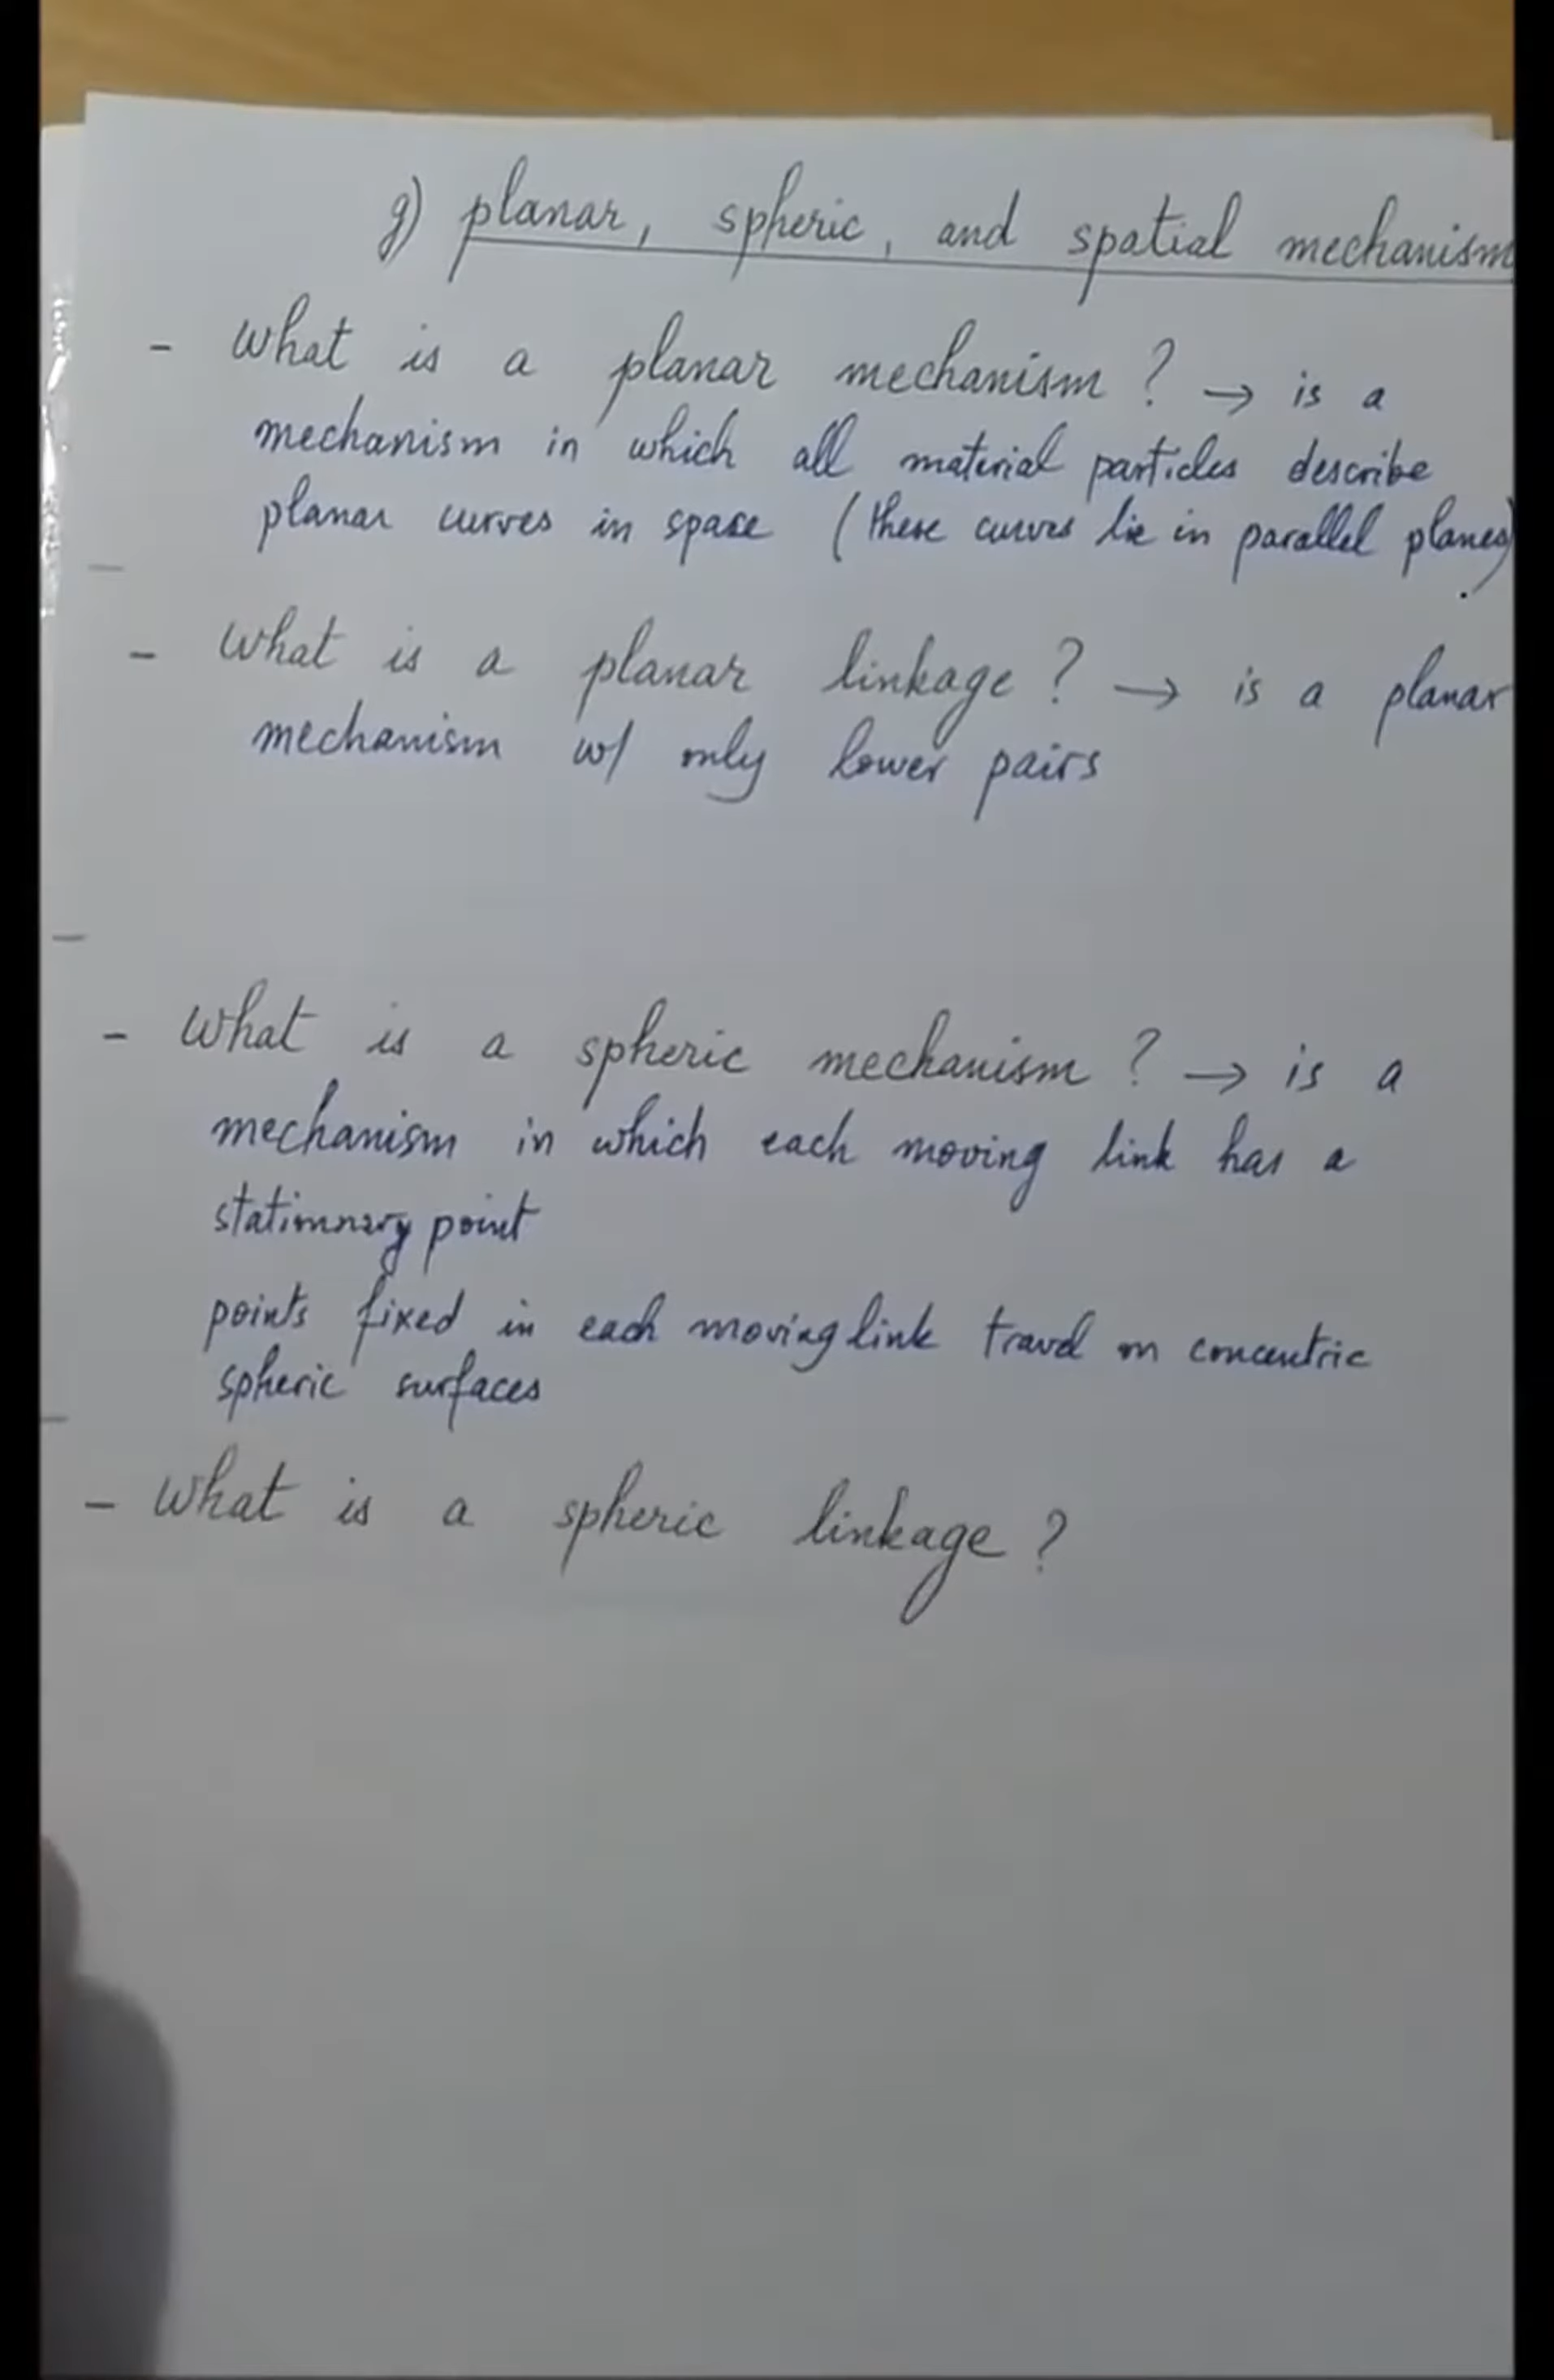 g) planar, spheric, and spatial mechanism
- what is a planar mechanism ? → is a
mechanism in which all material particles describe
planar curves in space (these curves lie in parallel planes).
- what is a planar linkage ? → is a planar
mechanism w/ only lower pairs
- what is a spheric mechanism ? → is a
mechanism in which each moving link has a
stationary point
points fixed in each moving link travel on concentric
spheric surfaces
- what is a spheric linkage ?